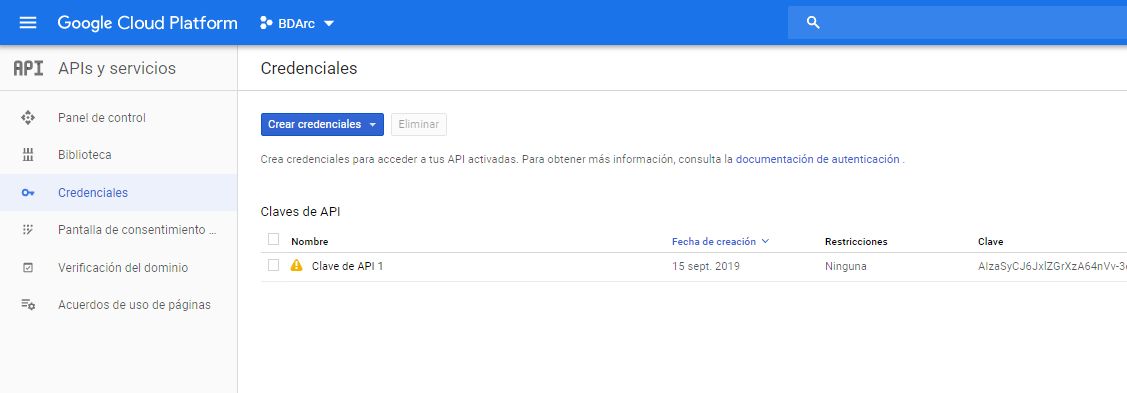 Google Cloud Platform BDArc
API APIs y servicios
Credenciales
Panel de control
Biblioteca
Credenciales
Pantalla de consentimiento ...
Verificación del dominio
Acuerdos de uso de páginas
Crear credenciales Eliminar
Crea credenciales para acceder a tus API activadas. Para obtener más información, consulta la documentación de autenticación .
Claves de API
Nombre Fecha de creación Restricciones Clave
Clave de API 1 15 sept. 2019 Ninguna